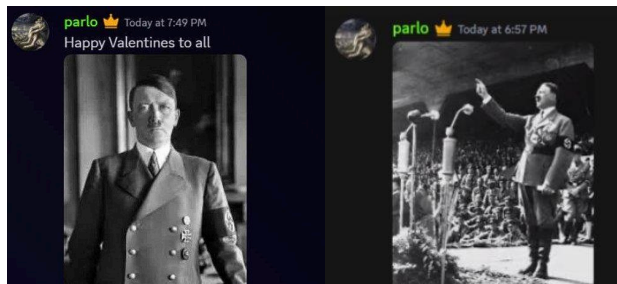 parlo Today at 7:49 PM
Happy Valentines to all
parlo Today at 6:57 PM